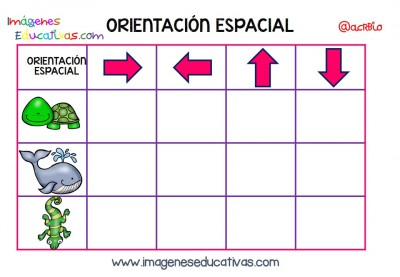 Imágenes
Educativas.com
ORIENTACIÓN ESPACIAL
@acrbio
ORIENTACIÓN
ESPACIAL
www.imageneseducativas.com